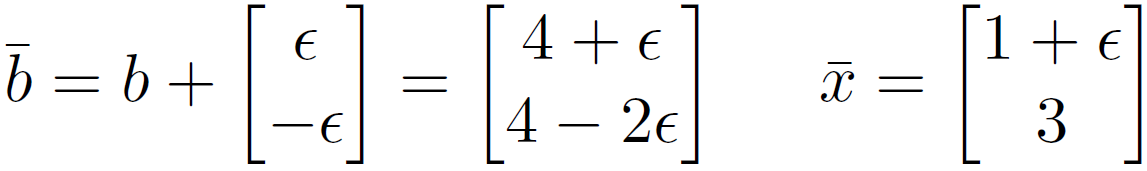 b̄ = b + [ϵ; −ϵ] = [4 + ϵ; 4 − 2ϵ]    x̄ = [1 + ϵ; 3]